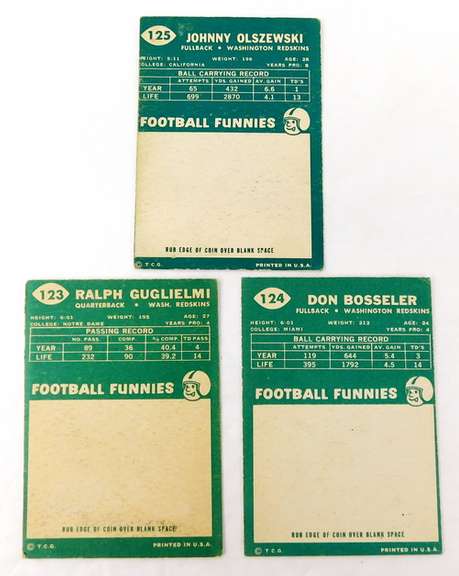 125
JOHNNY OLSZEWSKI
FULLBACK • WASHINGTON REDSKINS
HEIGHT: 5:11 WEIGHT: 196 AGE: 28
COLLEGE: CALIFORNIA YEARS PRO: 8
BALL CARRYING RECORD
ATTEMPTS YDS. GAINED AV. GAIN TD'S
YEAR 65 432 6.6 1
LIFE 699 2870 4.1 13
FOOTBALL FUNNIES
RUB EDGE OF COIN OVER BLANK SPACE
© T.C.G. PRINTED IN U.S.A.
123
RALPH GUGLIELMI
QUARTERBACK • WASH. REDSKINS
HEIGHT: 6:01 WEIGHT: 195 AGE: 27
COLLEGE: NOTRE DAME YEARS PRO: 4
PASSING RECORD
NO. PASS COMP. % COMP. TD PASS
YEAR 89 36 40.4 4
LIFE 232 90 39.2 14
FOOTBALL FUNNIES
RUB EDGE OF COIN OVER BLANK SPACE
© T.C.G. PRINTED IN U.S.A.
124
DON BOSSELER
FULLBACK • WASHINGTON REDSKINS
HEIGHT: 6:01 WEIGHT: 212 AGE: 24
COLLEGE: MIAMI YEARS PRO: 4
BALL CARRYING RECORD
ATTEMPTS YDS. GAINED AV. GAIN TD'S
YEAR 119 644 5.4 3
LIFE 395 1792 4.5 14
FOOTBALL FUNNIES
RUB EDGE OF COIN OVER BLANK SPACE
© T.C.G. PRINTED IN U.S.A.